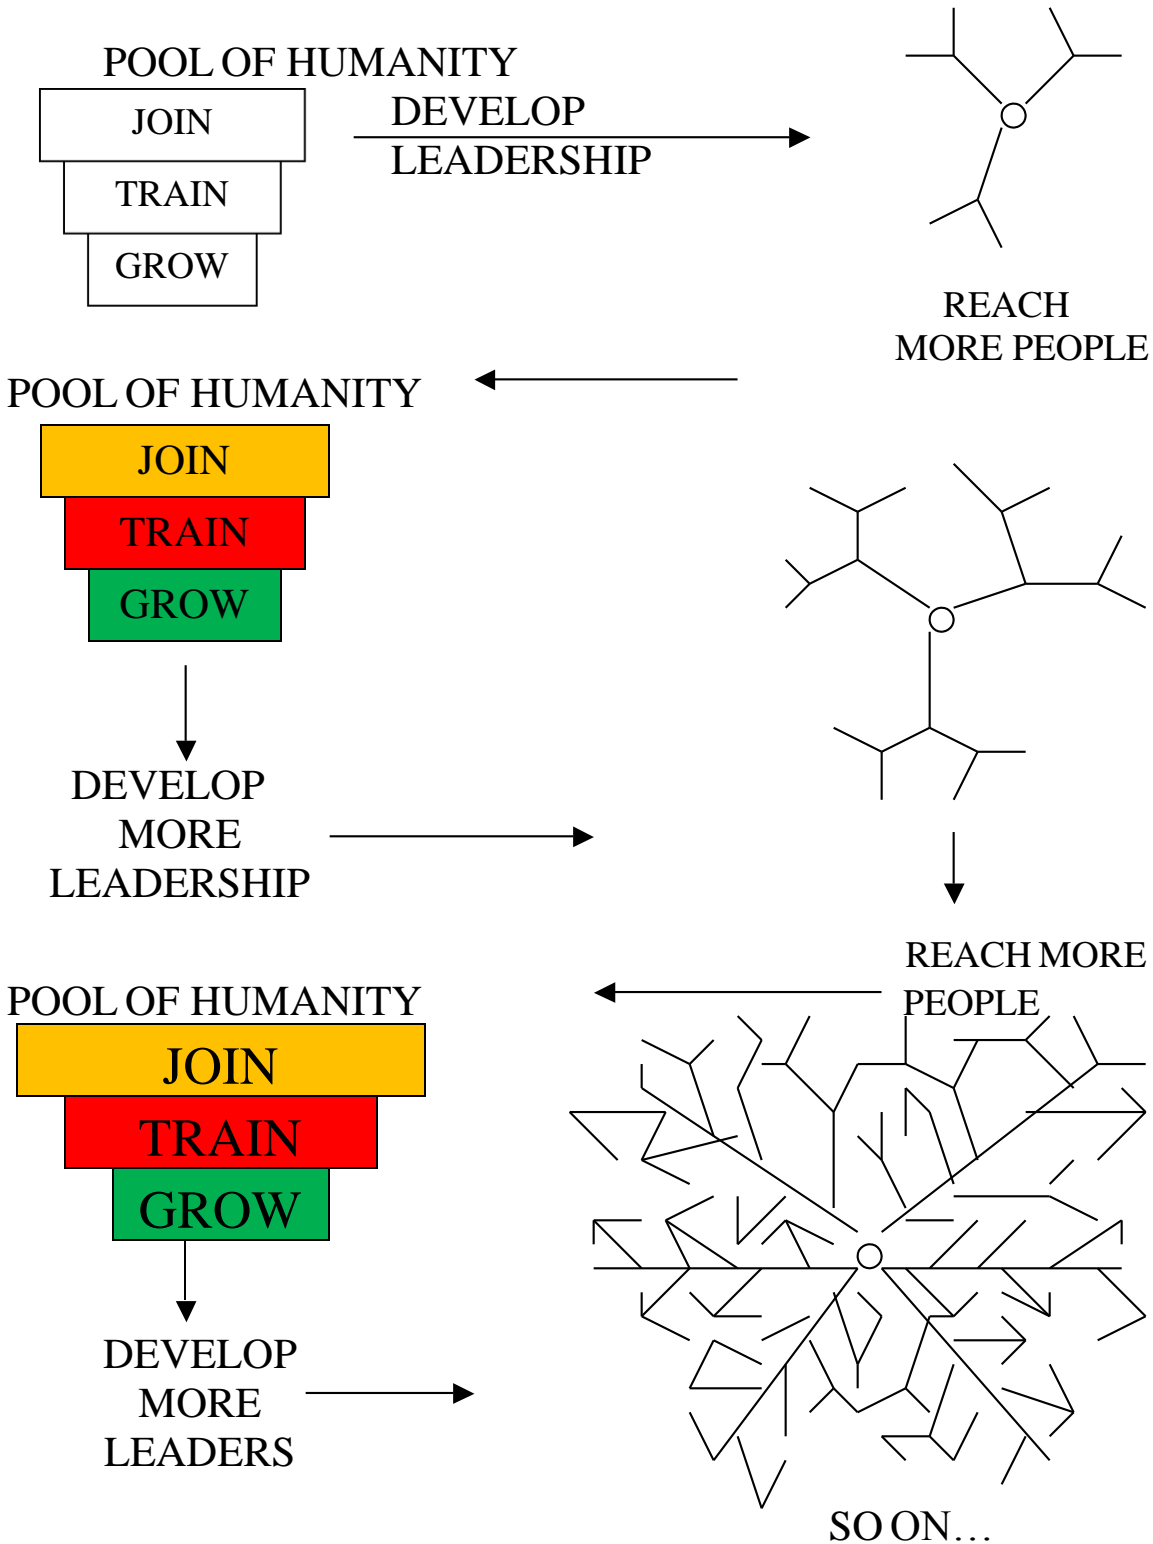 POOL OF HUMANITY
JOIN
TRAIN
GROW
DEVELOP
LEADERSHIP
REACH
MORE PEOPLE
POOL OF HUMANITY
JOIN
TRAIN
GROW
DEVELOP
MORE
LEADERSHIP
REACH MORE
PEOPLE
POOL OF HUMANITY
JOIN
TRAIN
GROW
DEVELOP
MORE
LEADERS
SO ON…